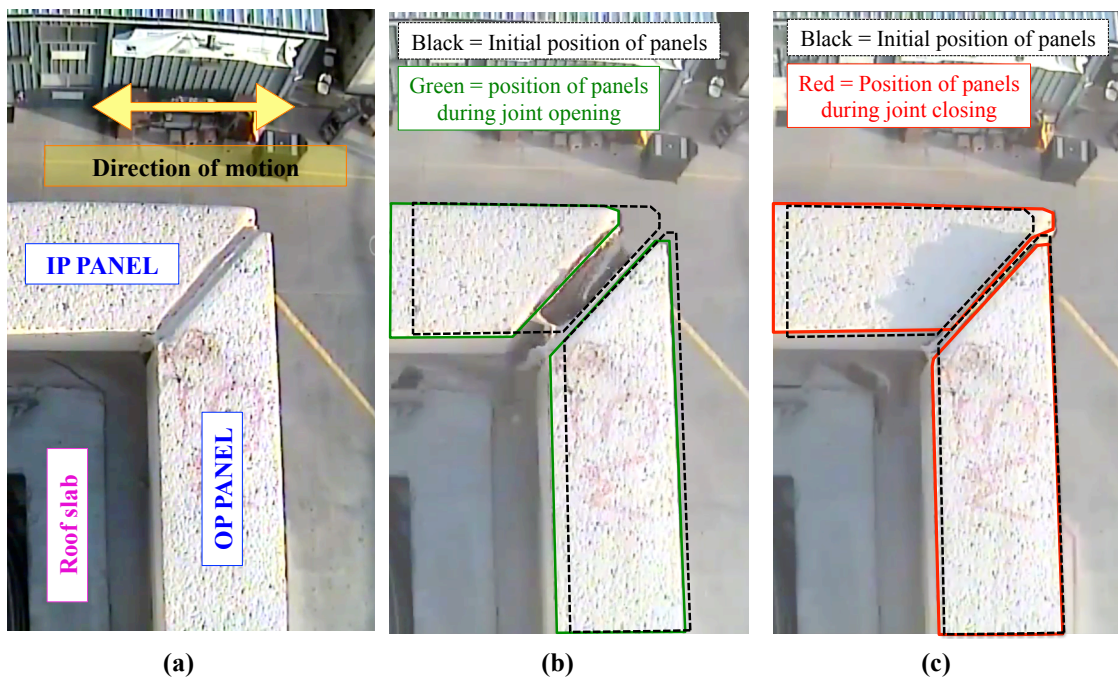 Direction of motion
IP PANEL
OP PANEL
Roof slab
(a)
Black = Initial position of panels
Green = position of panels
during joint opening
(b)
Black = Initial position of panels
Red = Position of panels
during joint closing
(c)